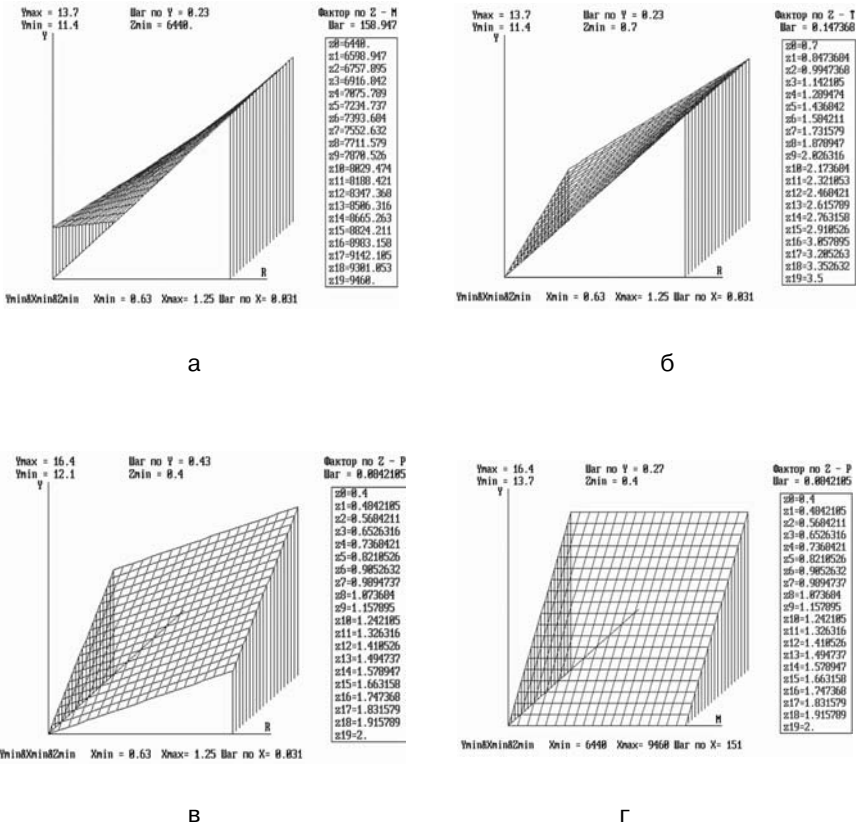 Ymax = 13.7 Шаг по Y = 0.23 Фактор по Z - M
Ymin = 11.4 Zmin = 6440. Шаг = 158.947
Y
z0=6440.
z1=6598.947
z2=6757.895
z3=6916.842
z4=7075.789
z5=7234.737
z6=7393.684
z7=7552.632
z8=7711.579
z9=7870.526
z10=8029.474
z11=8188.421
z12=8347.368
z13=8506.316
z14=8665.263
z15=8824.211
z16=8983.158
z17=9142.105
z18=9301.053
z19=9460.
R
Ymin&Xmin&Zmin Xmin = 0.63 Xmax= 1.25 Шаг по X= 0.031
а
Ymax = 13.7 Шаг по Y = 0.23 Фактор по Z - T
Ymin = 11.4 Zmin = 0.7 Шаг = 0.147368
Y
z0=0.7
z1=0.8473684
z2=0.9947368
z3=1.142105
z4=1.289474
z5=1.436842
z6=1.584211
z7=1.731579
z8=1.878947
z9=2.026316
z10=2.173684
z11=2.321053
z12=2.468421
z13=2.615789
z14=2.763158
z15=2.910526
z16=3.057895
z17=3.205263
z18=3.352632
z19=3.5
R
Ymin&Xmin&Zmin Xmin = 0.63 Xmax= 1.25 Шаг по X= 0.031
б
Ymax = 16.4 Шаг по Y = 0.43 Фактор по Z - P
Ymin = 12.1 Zmin = 0.4 Шаг = 0.0842105
Y
z0=0.4
z1=0.4842105
z2=0.5684211
z3=0.6526316
z4=0.7368421
z5=0.8210526
z6=0.9052632
z7=0.9894737
z8=1.073684
z9=1.157895
z10=1.242105
z11=1.326316
z12=1.410526
z13=1.494737
z14=1.578947
z15=1.663158
z16=1.747368
z17=1.831579
z18=1.915789
z19=2.
R
Ymin&Xmin&Zmin Xmin = 0.63 Xmax= 1.25 Шаг по X= 0.031
в
Ymax = 16.4 Шаг по Y = 0.27 Фактор по Z - P
Ymin = 13.7 Zmin = 0.4 Шаг = 0.0842105
Y
z0=0.4
z1=0.4842105
z2=0.5684211
z3=0.6526316
z4=0.7368421
z5=0.8210526
z6=0.9052632
z7=0.9894737
z8=1.073684
z9=1.157895
z10=1.242105
z11=1.326316
z12=1.410526
z13=1.494737
z14=1.578947
z15=1.663158
z16=1.747368
z17=1.831579
z18=1.915789
z19=2.
M
Ymin&Xmin&Zmin Xmin = 6440 Xmax= 9460 Шаг по X= 151
г